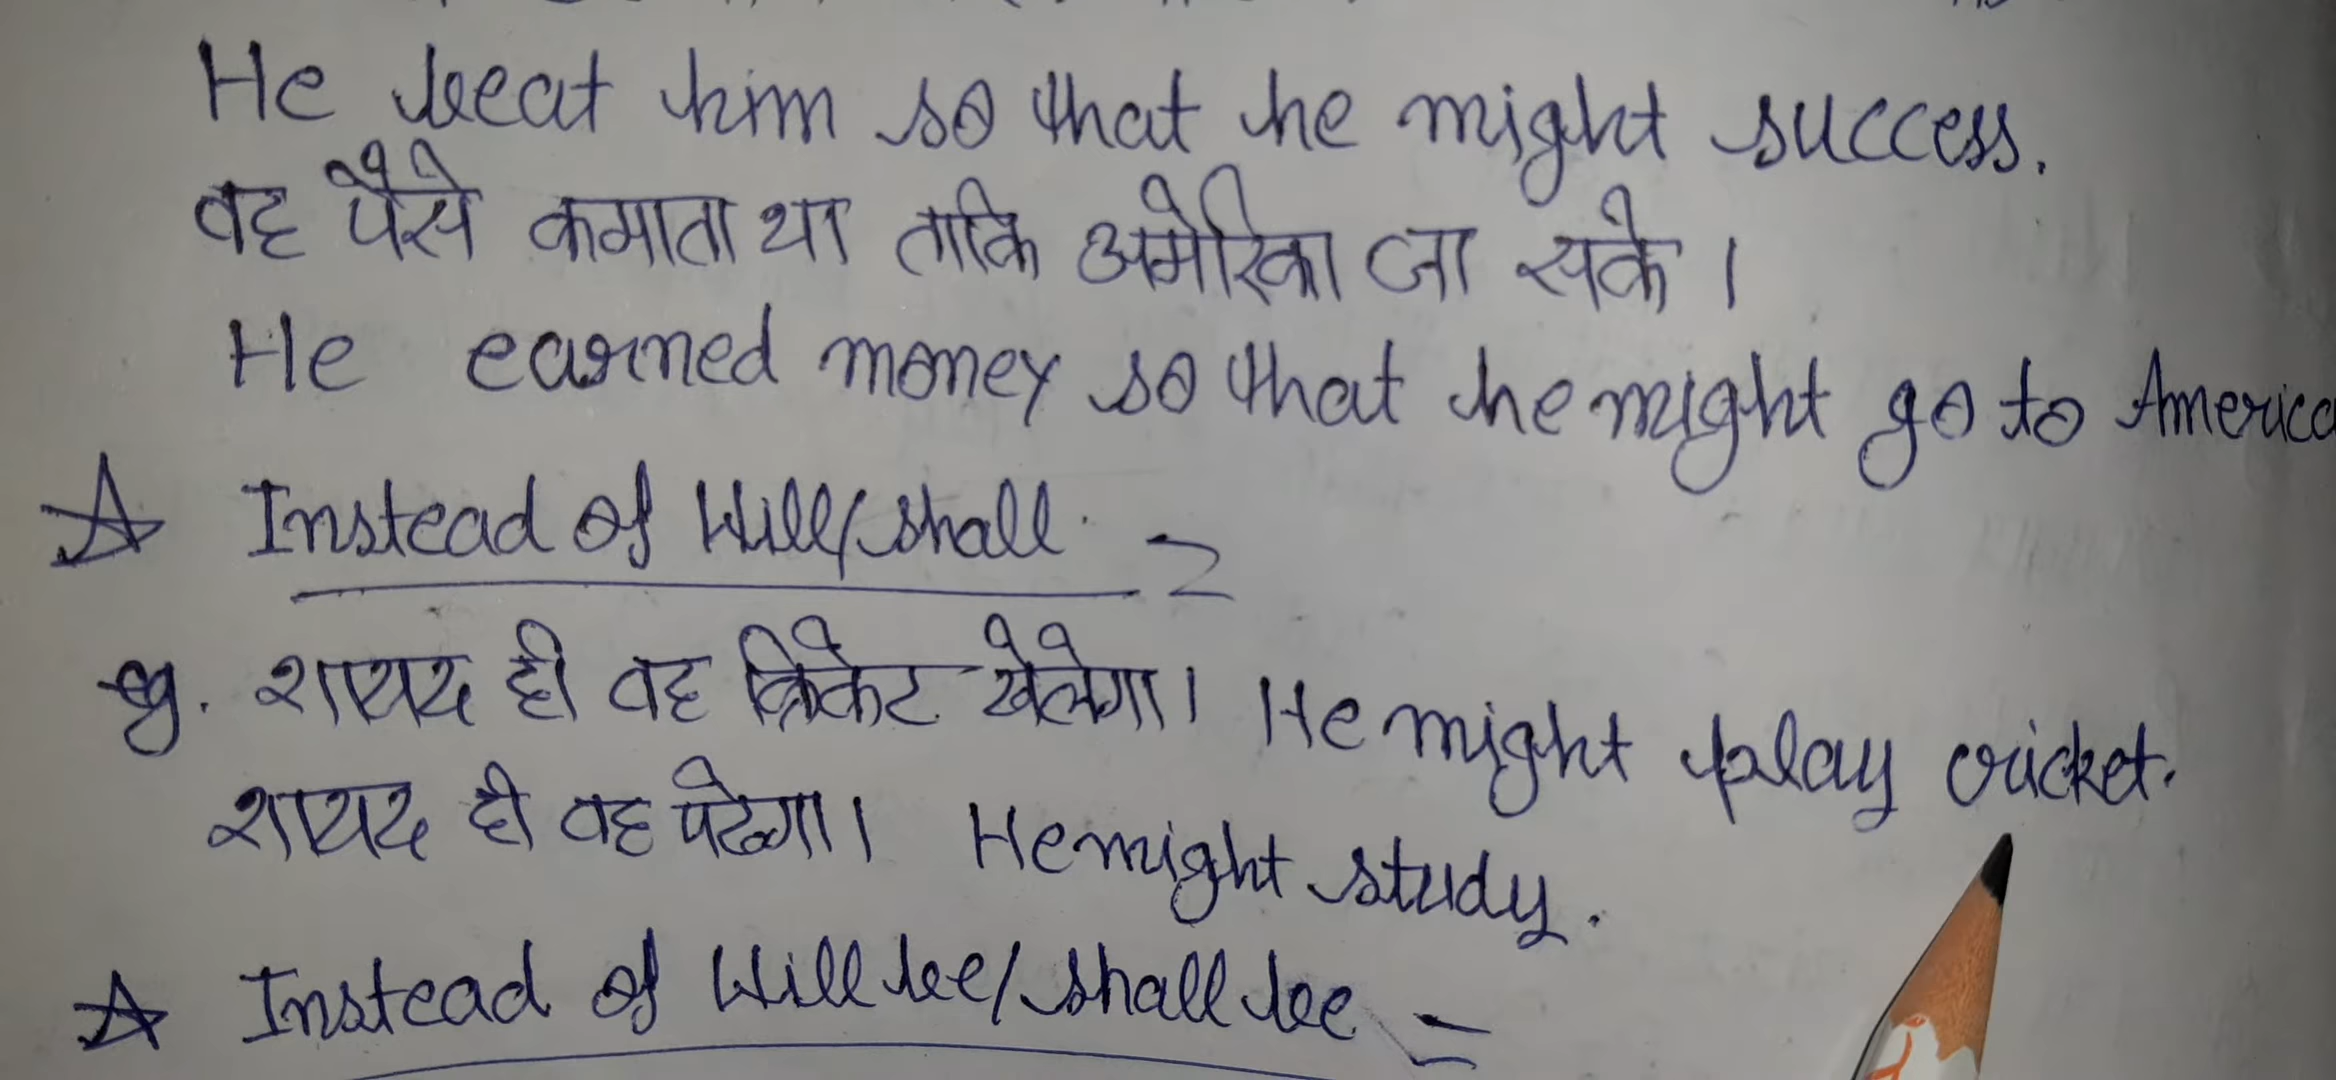 He beat him so that he might success.
वह पैसे कमाता था ताकि अमेरिका जा सके।
He earned money so that he might go to America
☆ Instead of Will/shall =
eg. शायद ही वह क्रिकेट खेलेगा। He might play cricket.
शायद ही वह पढेगा। He might study.
☆ Instead of Will be/shall be =